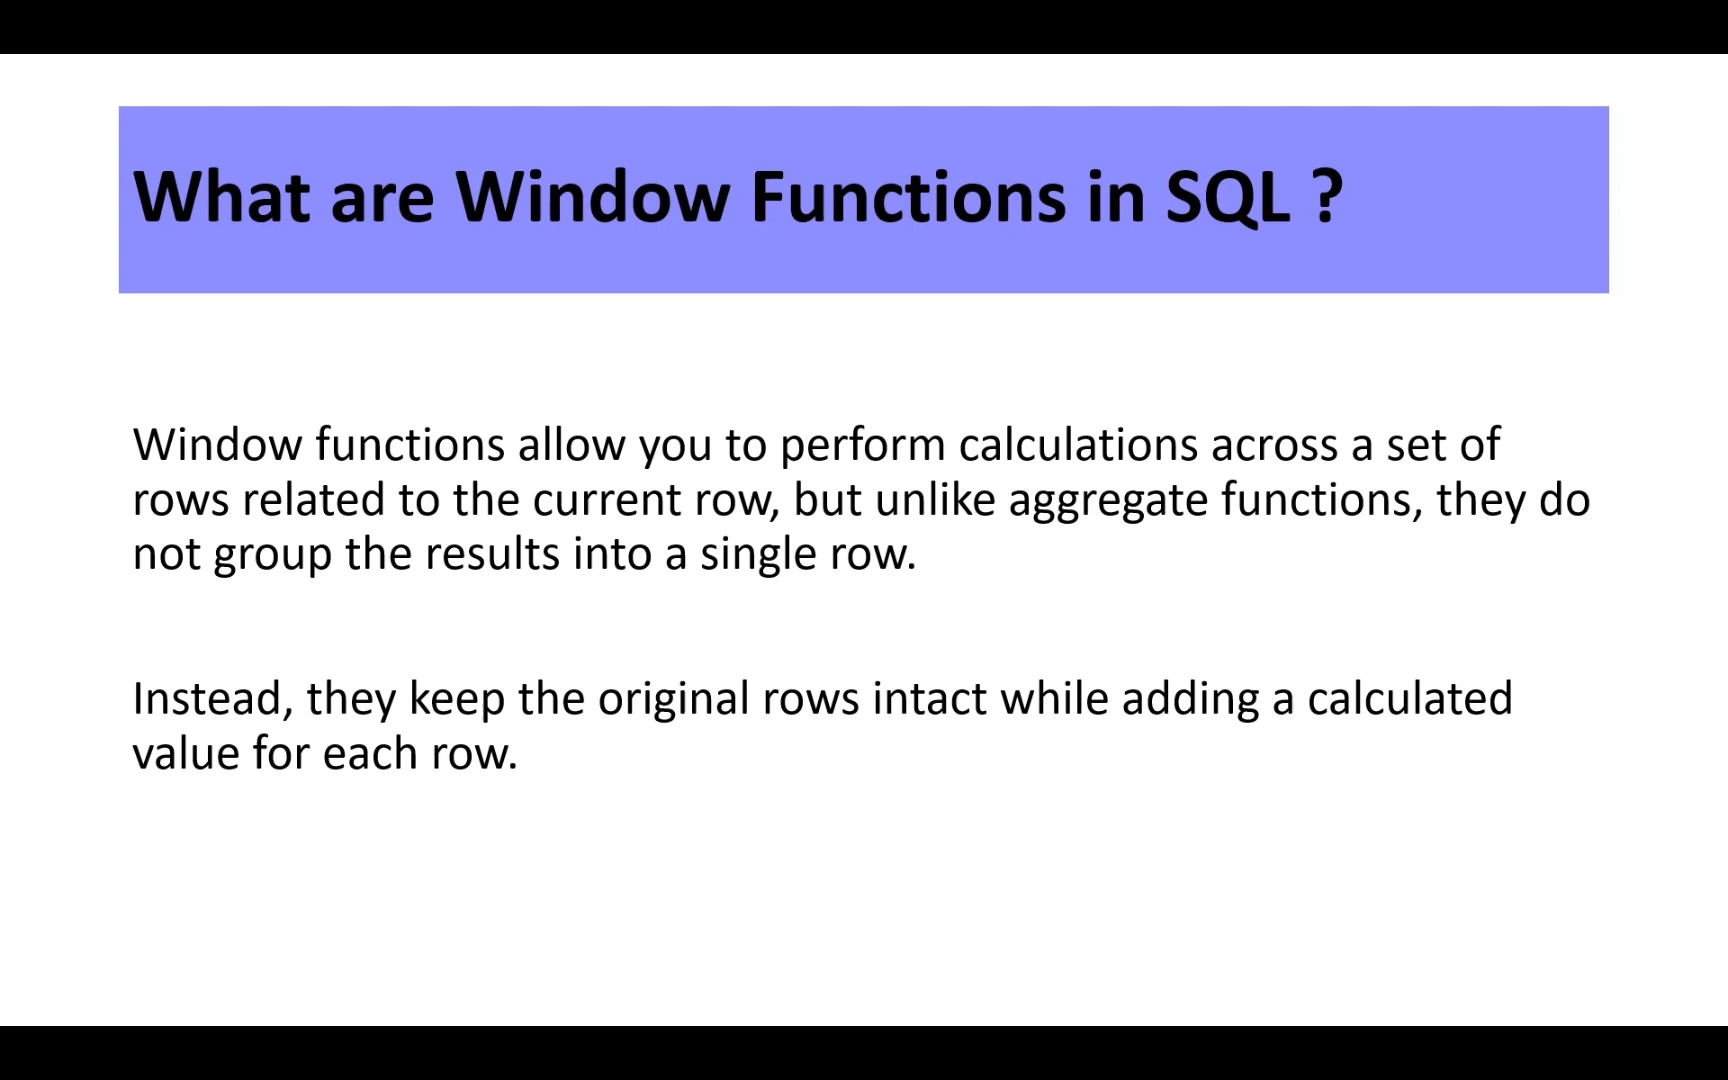 What are Window Functions in SQL ?
Window functions allow you to perform calculations across a set of
rows related to the current row, but unlike aggregate functions, they do
not group the results into a single row.
Instead, they keep the original rows intact while adding a calculated
value for each row.